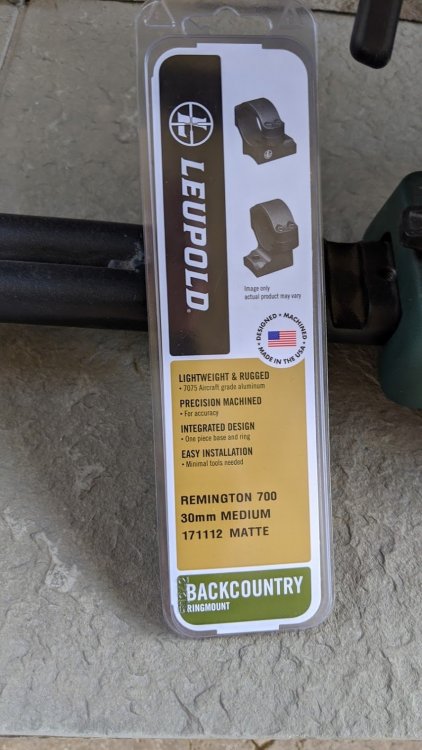 LEUPOLD
Image only
actual product may vary
DESIGNED • MACHINED
• MADE IN THE USA •
LIGHTWEIGHT & RUGGED
• 7075 Aircraft grade aluminum
PRECISION MACHINED
• For accuracy
INTEGRATED DESIGN
• One piece base and ring
EASY INSTALLATION
• Minimal tools needed
REMINGTON 700
30mm MEDIUM
171112 MATTE
BACKCOUNTRY
RINGMOUNT